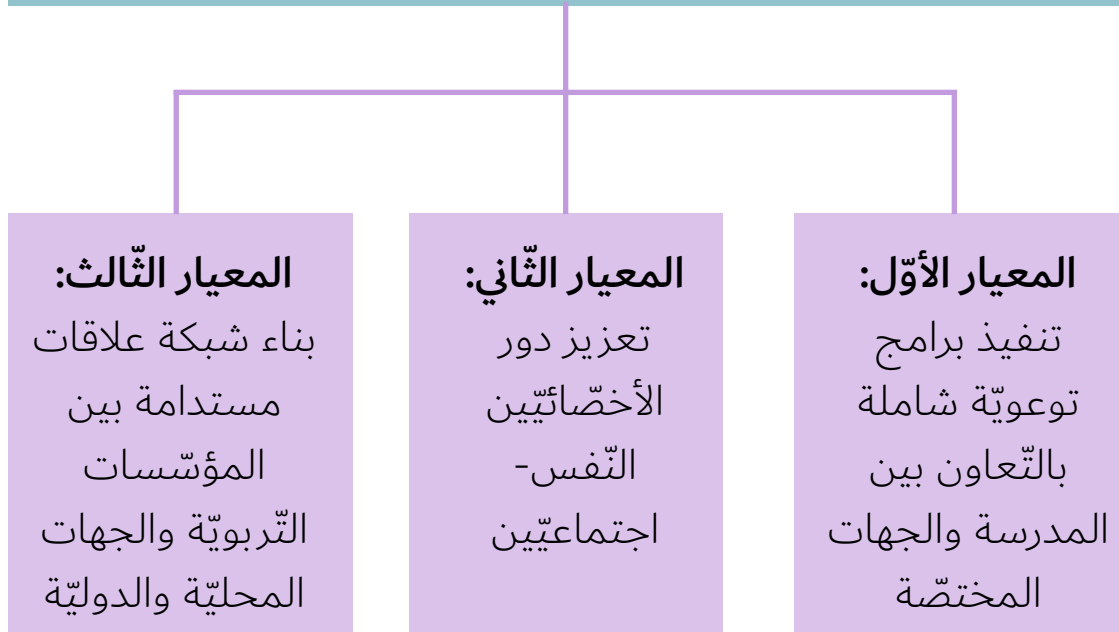 المعيار الأوّل:
تنفيذ برامج
توعويّة شاملة
بالتّعاون بين
المدرسة والجهات
المختصّة
المعيار الثّاني:
تعزيز دور
الأخصّائيّين
النّفس-
اجتماعيّين
المعيار الثّالث:
بناء شبكة علاقات
مستدامة بين
المؤسّسات
التّربويّة والجهات
المحليّة والدوليّة